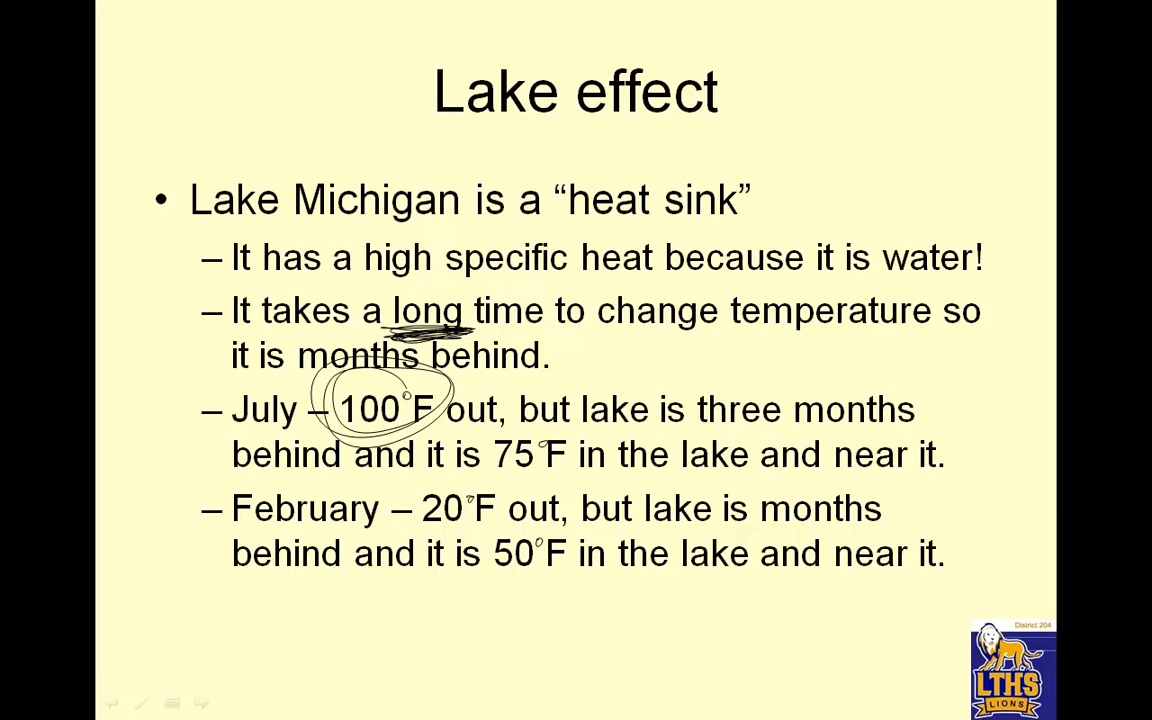 Lake effect
• Lake Michigan is a “heat sink”
– It has a high specific heat because it is water!
– It takes a long time to change temperature so
it is months behind.
– July – 100°F out, but lake is three months
behind and it is 75°F in the lake and near it.
– February – 20°F out, but lake is months
behind and it is 50°F in the lake and near it.
District 204
LTHS
LIONS